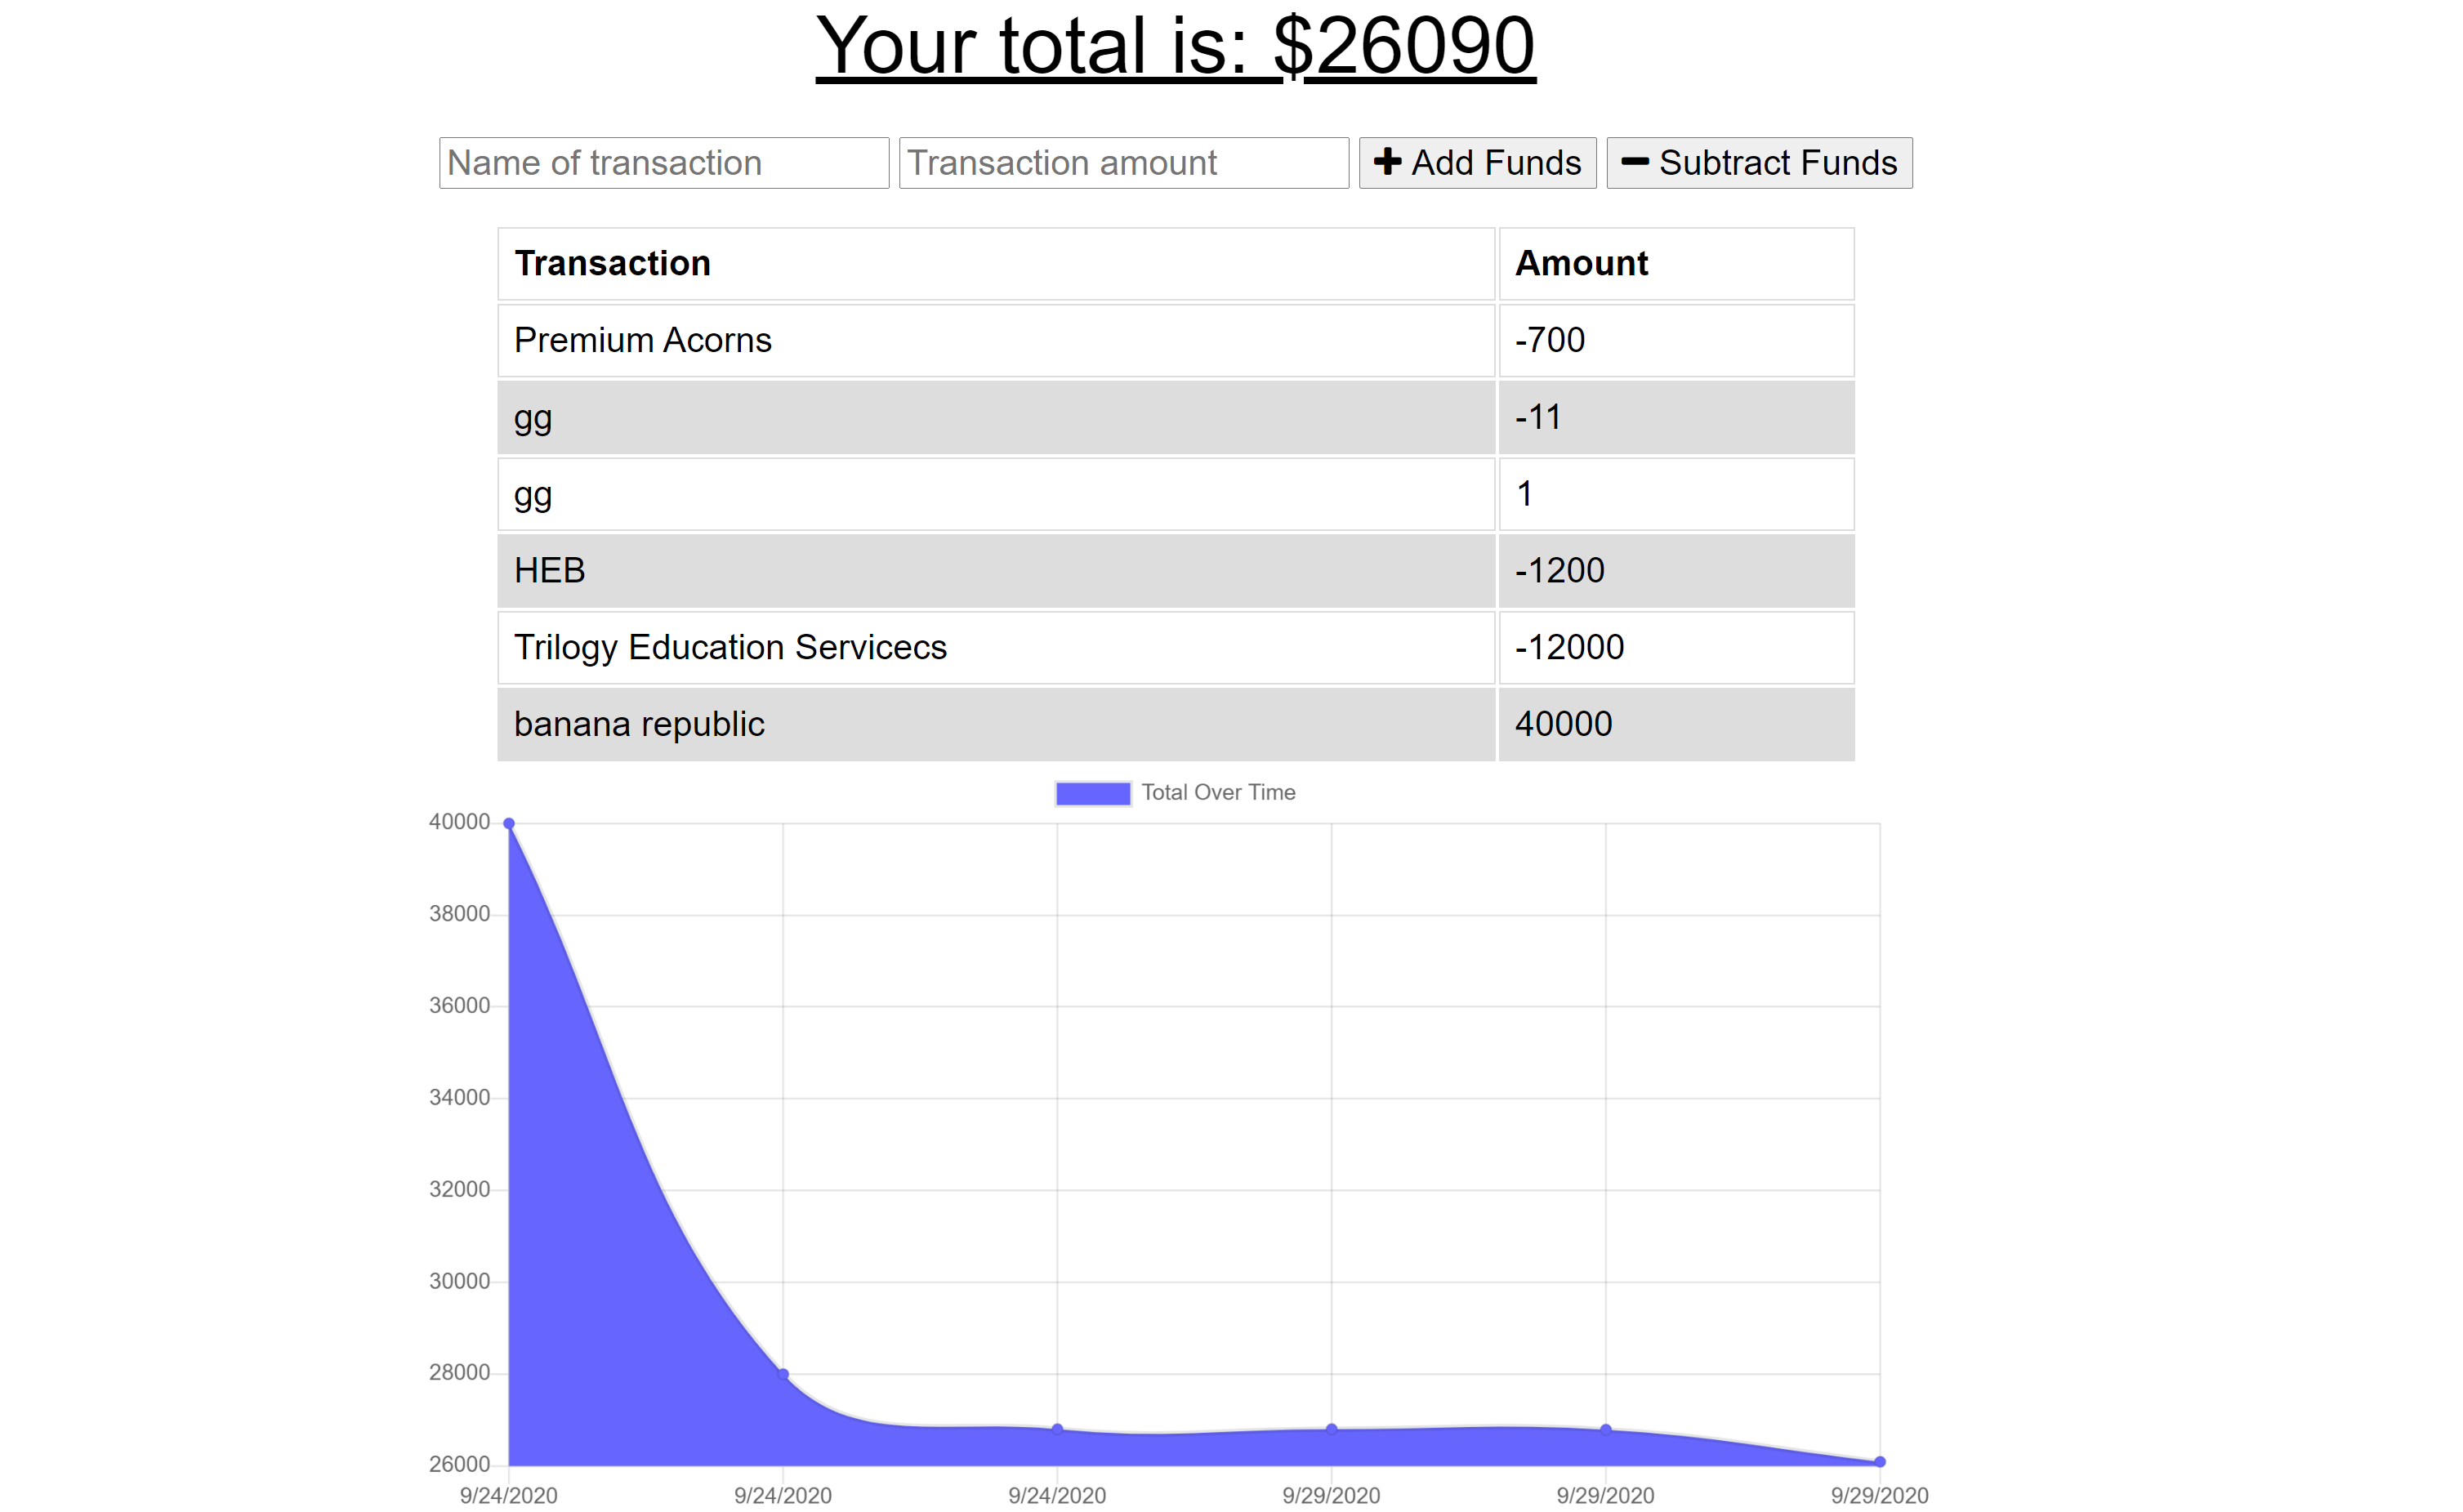 Your total is: $26090
Name of transaction Transaction amount Add Funds Subtract Funds
Transaction Amount
Premium Acorns -700
gg -11
gg 1
HEB -1200
Trilogy Education Servicecs -12000
banana republic 40000
Total Over Time
40000
38000
36000
34000
32000
30000
28000
26000
9/24/2020 9/24/2020 9/24/2020 9/29/2020 9/29/2020 9/29/2020